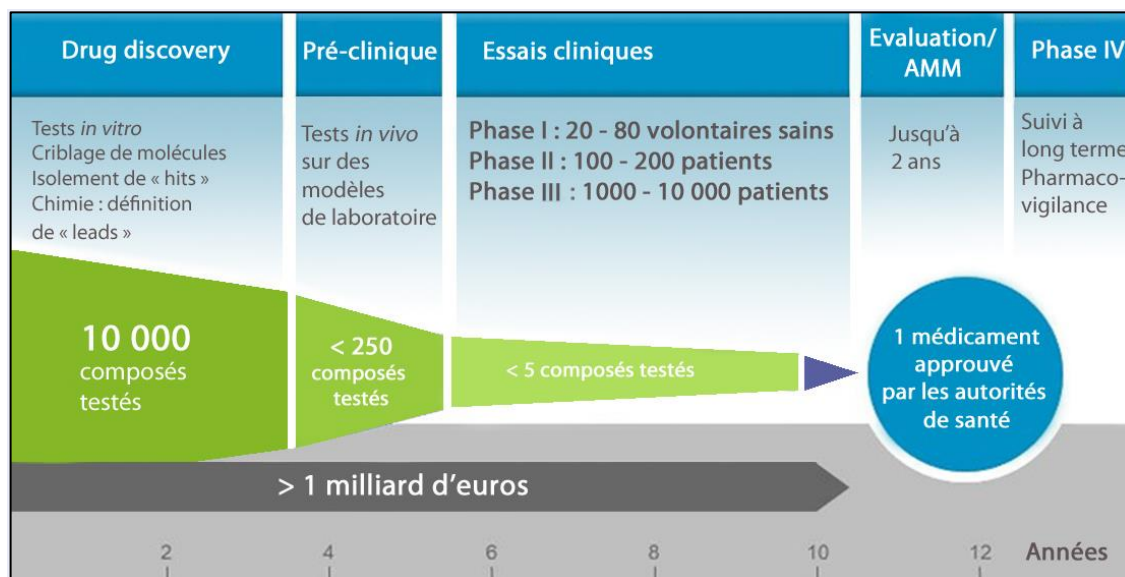 Drug discovery
Pré-clinique
Essais cliniques
Evaluation/
AMM
Phase IV
Tests in vitro
Criblage de molécules
Isolement de « hits »
Chimie : définition
de « leads »
Tests in vivo
sur des
modèles
de laboratoire
Phase I : 20 - 80 volontaires sains
Phase II : 100 - 200 patients
Phase III : 1000 - 10 000 patients
Jusqu'à
2 ans
Suivi à
long terme
Pharmaco-
vigilance
10 000
composés
testés
< 250
composés
testés
< 5 composés testés
1 médicament
approuvé
par les autorités
de santé
> 1 milliard d'euros
2
4
6
8
10
12
Années